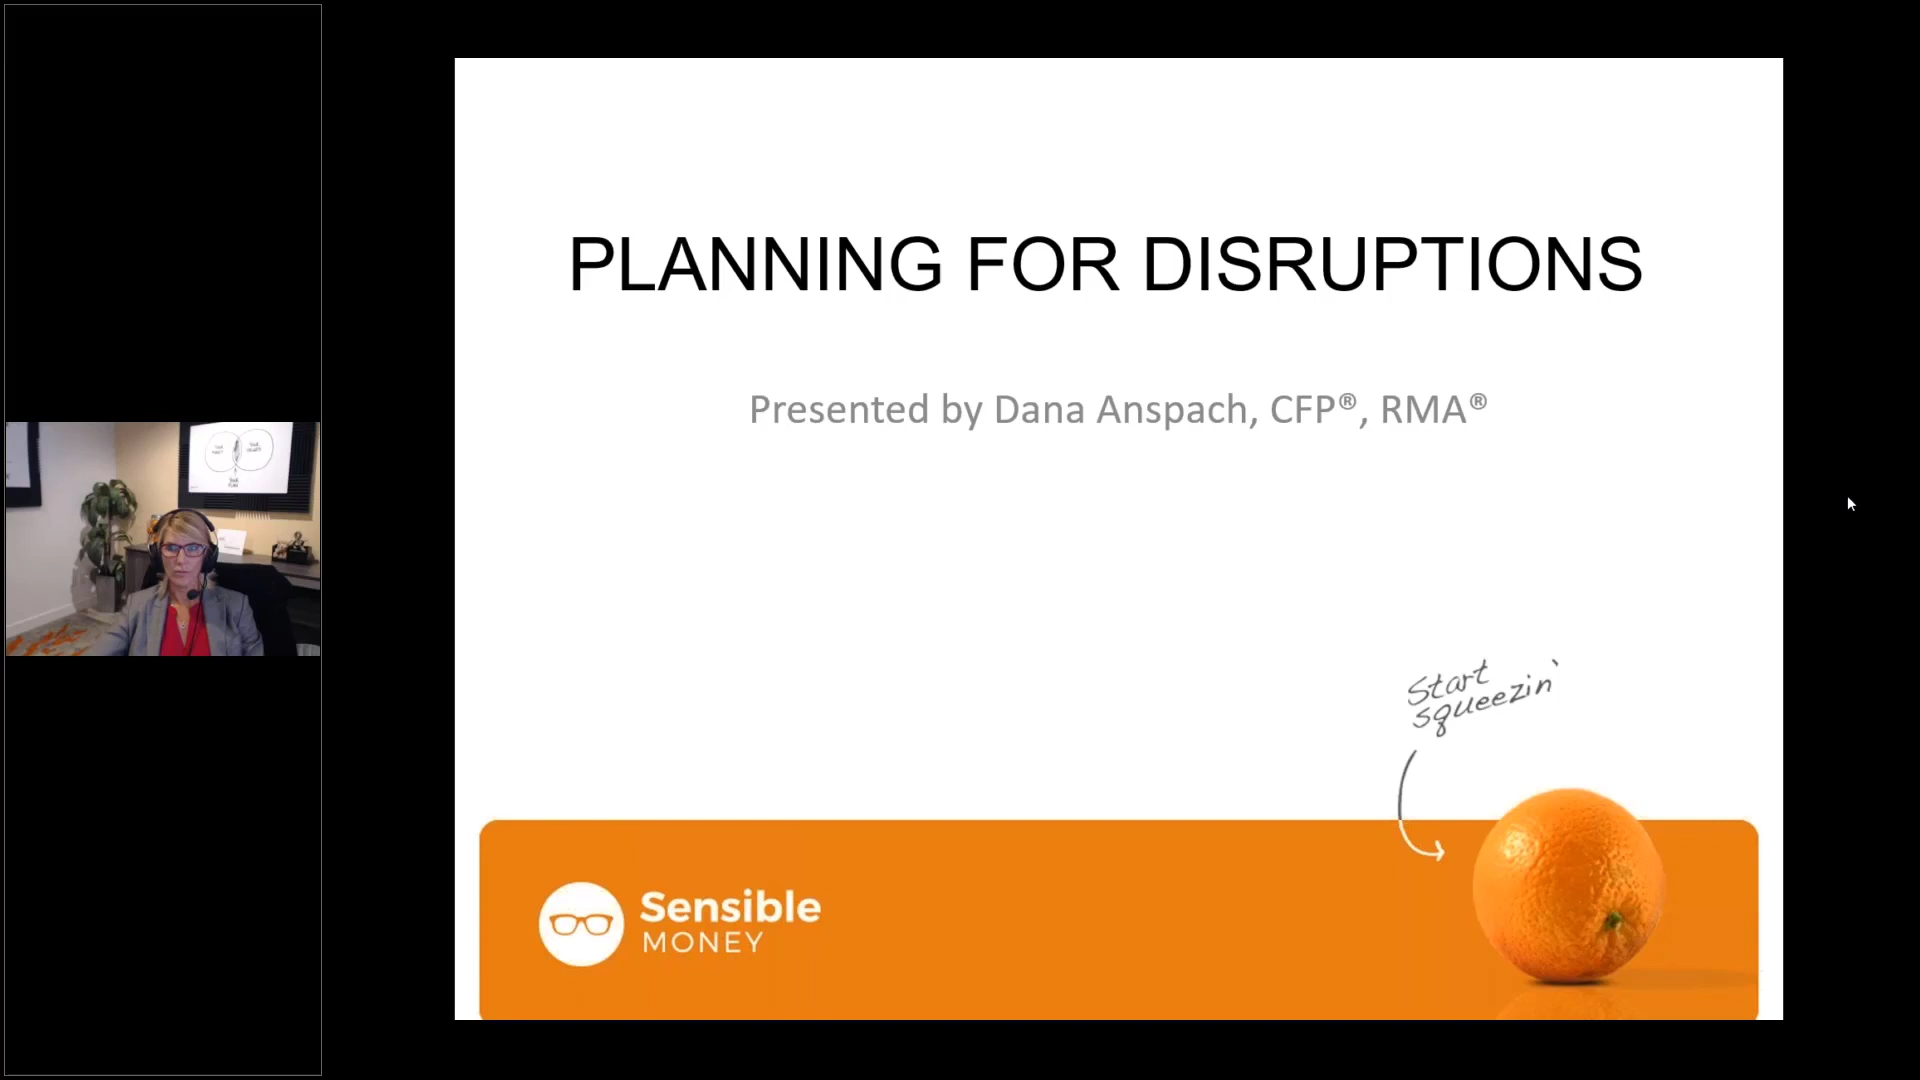 PLANNING FOR DISRUPTIONS
Presented by Dana Anspach, CFP®, RMA®
Start
squeezin'
Sensible
MONEY